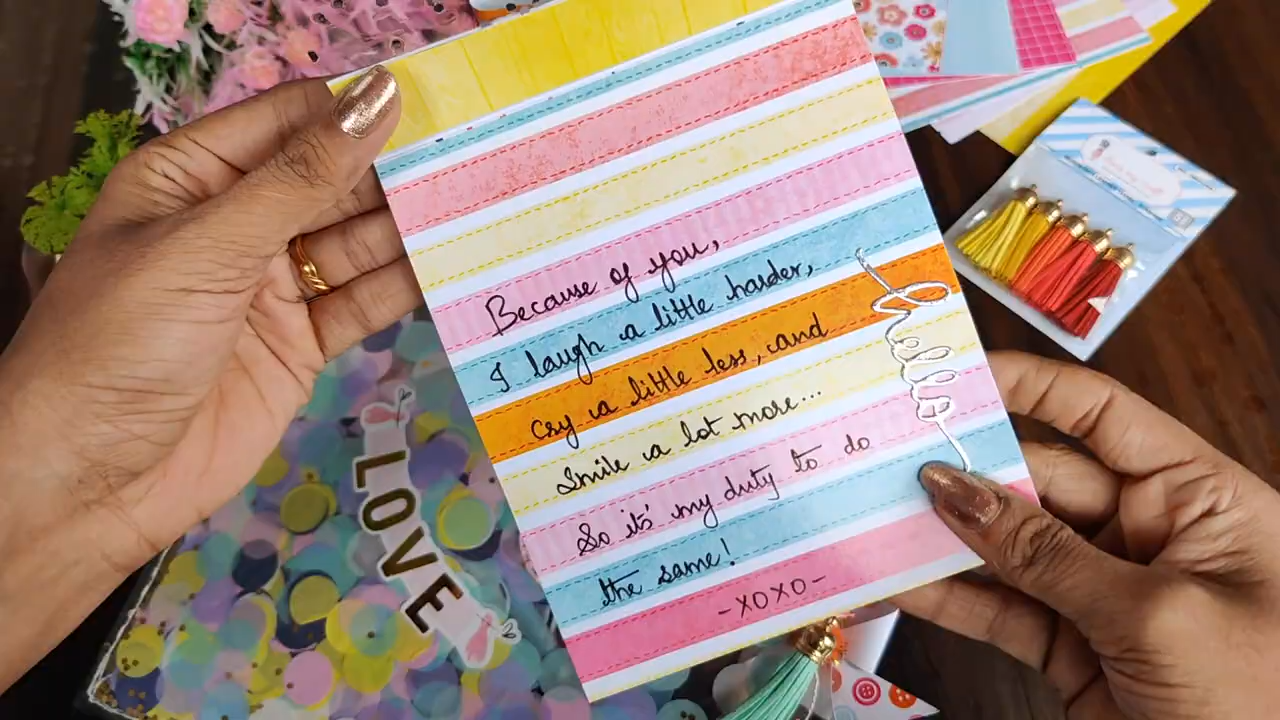 Because of you,
I laugh a little harder,
cry a little less, and
Smile a lot more...
So its' my duty to do
the same!
-XOXO-
hello
LOVE